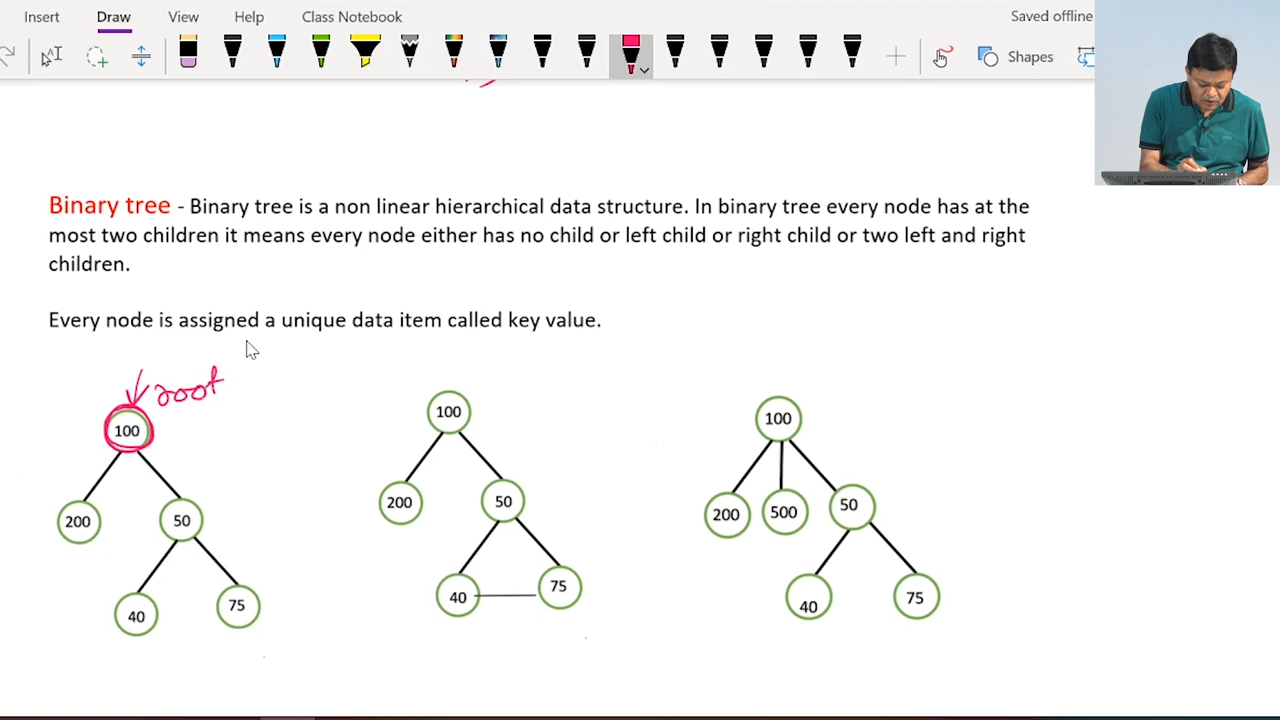 Insert Draw View Help Class Notebook Saved offline
Shapes
Binary tree - Binary tree is a non linear hierarchical data structure. In binary tree every node has at the
most two children it means every node either has no child or left child or right child or two left and right
children.
Every node is assigned a unique data item called key value.
root
100
200 50
40 75
100
200 50
40 75
100
200 500 50
40 75